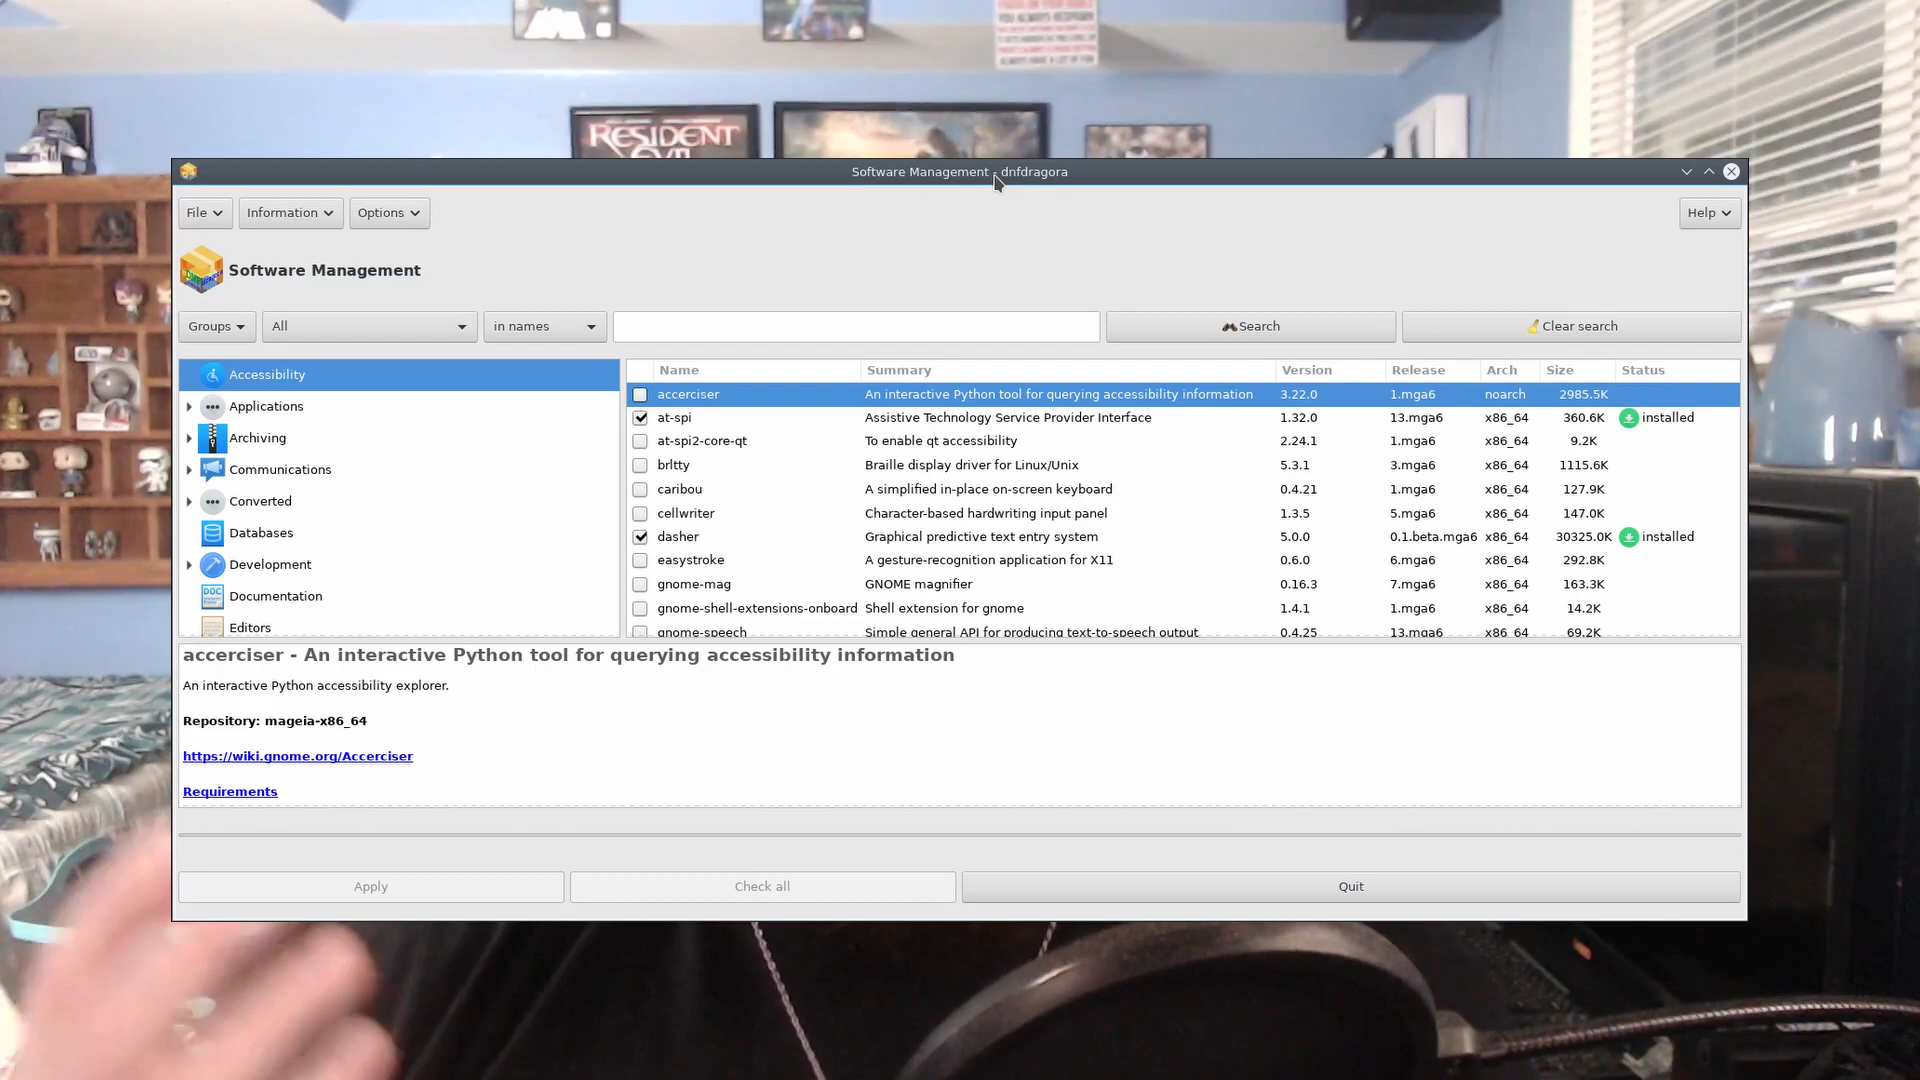 ALWAYS HAVE A LOT OF FUN
RESIDENT EVIL
Software Management - dnfdragora
File Information Options Help
Software Management
Groups All in names Search Clear search
Accessibility
Applications
Archiving
Communications
Converted
Databases
Development
Documentation
Editors
Name Summary Version Release Arch Size Status
accerciser An interactive Python tool for querying accessibility information 3.22.0 1.mga6 noarch 2985.5K
at-spi Assistive Technology Service Provider Interface 1.32.0 13.mga6 x86_64 360.6K installed
at-spi2-core-qt To enable qt accessibility 2.24.1 1.mga6 x86_64 9.2K
brltty Braille display driver for Linux/Unix 5.3.1 3.mga6 x86_64 1115.6K
caribou A simplified in-place on-screen keyboard 0.4.21 1.mga6 x86_64 127.9K
cellwriter Character-based hardwriting input panel 1.3.5 5.mga6 x86_64 147.0K
dasher Graphical predictive text entry system 5.0.0 0.1.beta.mga6 x86_64 30325.0K installed
easystroke A gesture-recognition application for X11 0.6.0 6.mga6 x86_64 292.8K
gnome-mag GNOME magnifier 0.16.3 7.mga6 x86_64 163.3K
gnome-shell-extensions-onboard Shell extension for gnome 1.4.1 1.mga6 x86_64 14.2K
gnome-speech Simple general API for producing text-to-speech output 0.4.25 13.mga6 x86_64 69.2K
accerciser - An interactive Python tool for querying accessibility information
An interactive Python accessibility explorer.
Repository: mageia-x86_64
https://wiki.gnome.org/Accerciser
Requirements
Apply Check all Quit